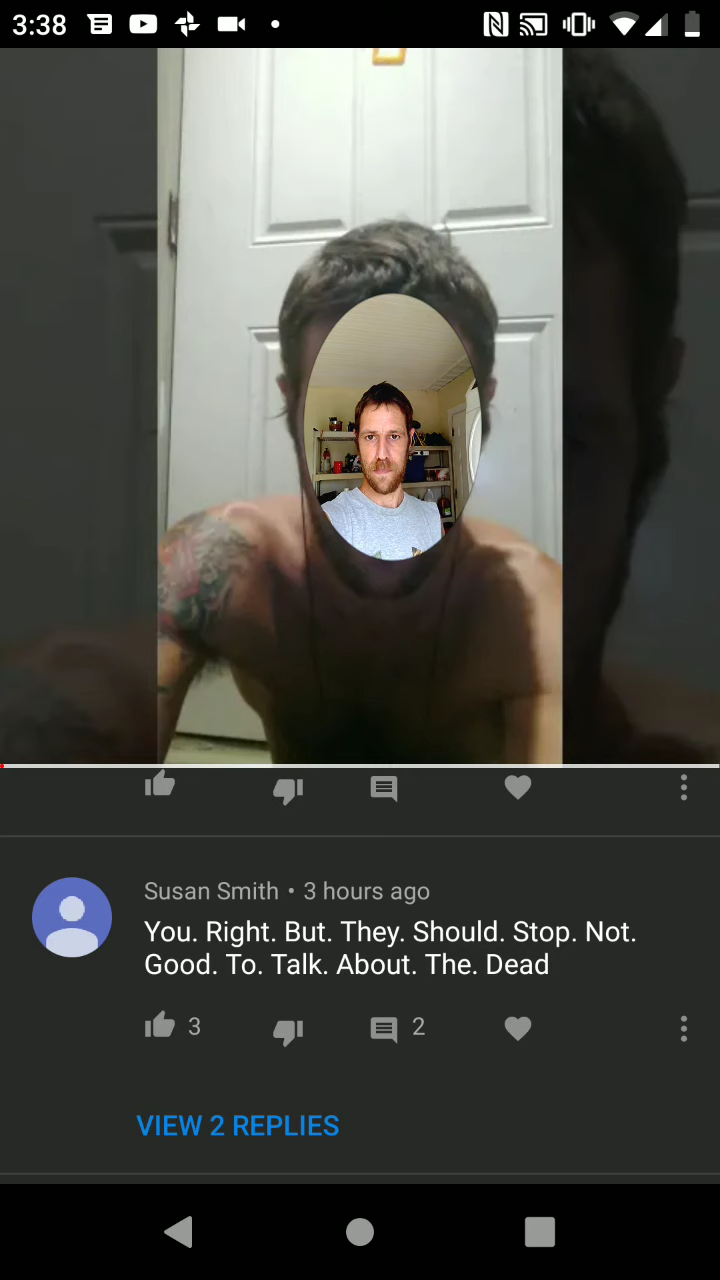 3:38
Susan Smith • 3 hours ago
You. Right. But. They. Should. Stop. Not.
Good. To. Talk. About. The. Dead
3 2
VIEW 2 REPLIES